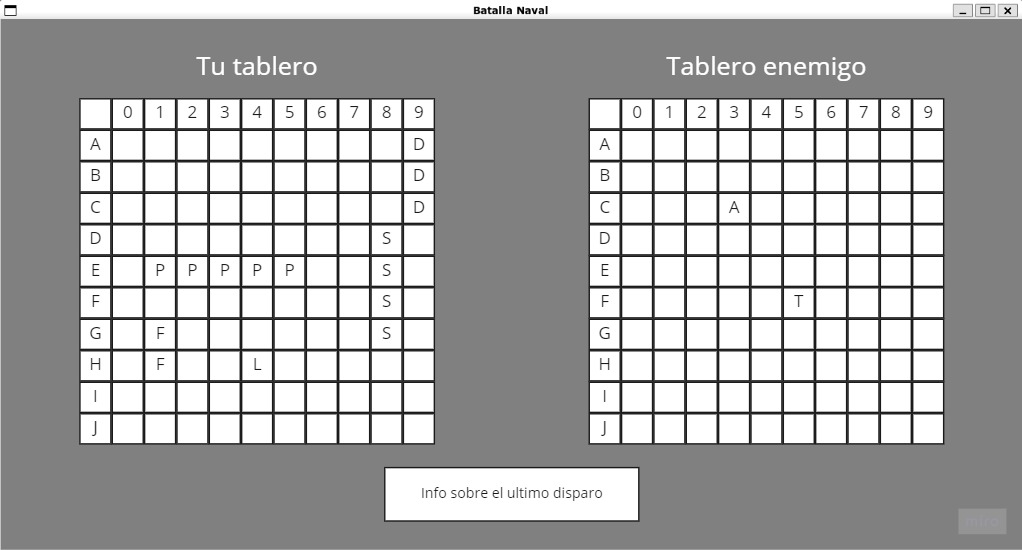 Batalla Naval
Tu tablero
0 1 2 3 4 5 6 7 8 9
A D
B D
C D
D S
E P P P P P S
F S
G F S
H F L
I
J
Tablero enemigo
0 1 2 3 4 5 6 7 8 9
A
B
C A
D
E
F T
G
H
I
J
Info sobre el ultimo disparo
miro